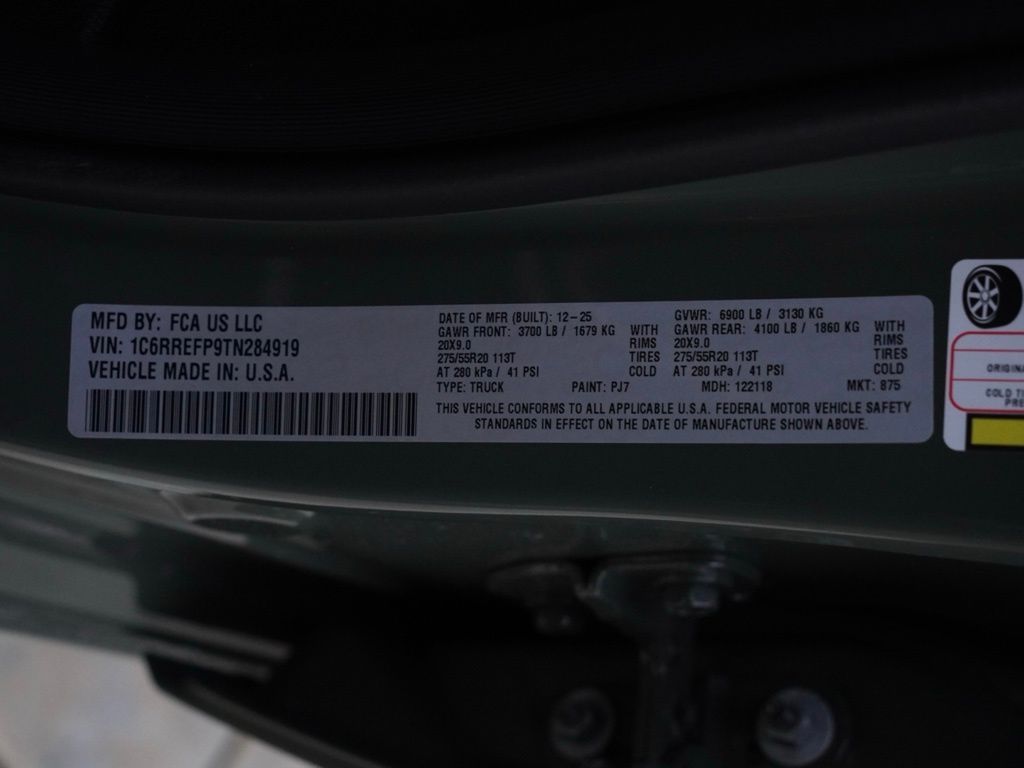 MFD BY: FCA US LLC
VIN: 1C6RREFP9TN284919
VEHICLE MADE IN: U.S.A.
DATE OF MFR (BUILT): 12-25 GVWR: 6900 LB / 3130 KG
GAWR FRONT: 3700 LB / 1679 KG WITH GAWR REAR: 4100 LB / 1860 KG WITH
20X9.0 RIMS 20X9.0 RIMS
275/55R20 113T TIRES 275/55R20 113T TIRES
AT 280 kPa / 41 PSI COLD AT 280 kPa / 41 PSI COLD
TYPE: TRUCK PAINT: PJ7 MDH: 122118 MKT: 875
THIS VEHICLE CONFORMS TO ALL APPLICABLE U.S.A. FEDERAL MOTOR VEHICLE SAFETY
STANDARDS IN EFFECT ON THE DATE OF MANUFACTURE SHOWN ABOVE.
ORIGINA
COLD TI
PRE